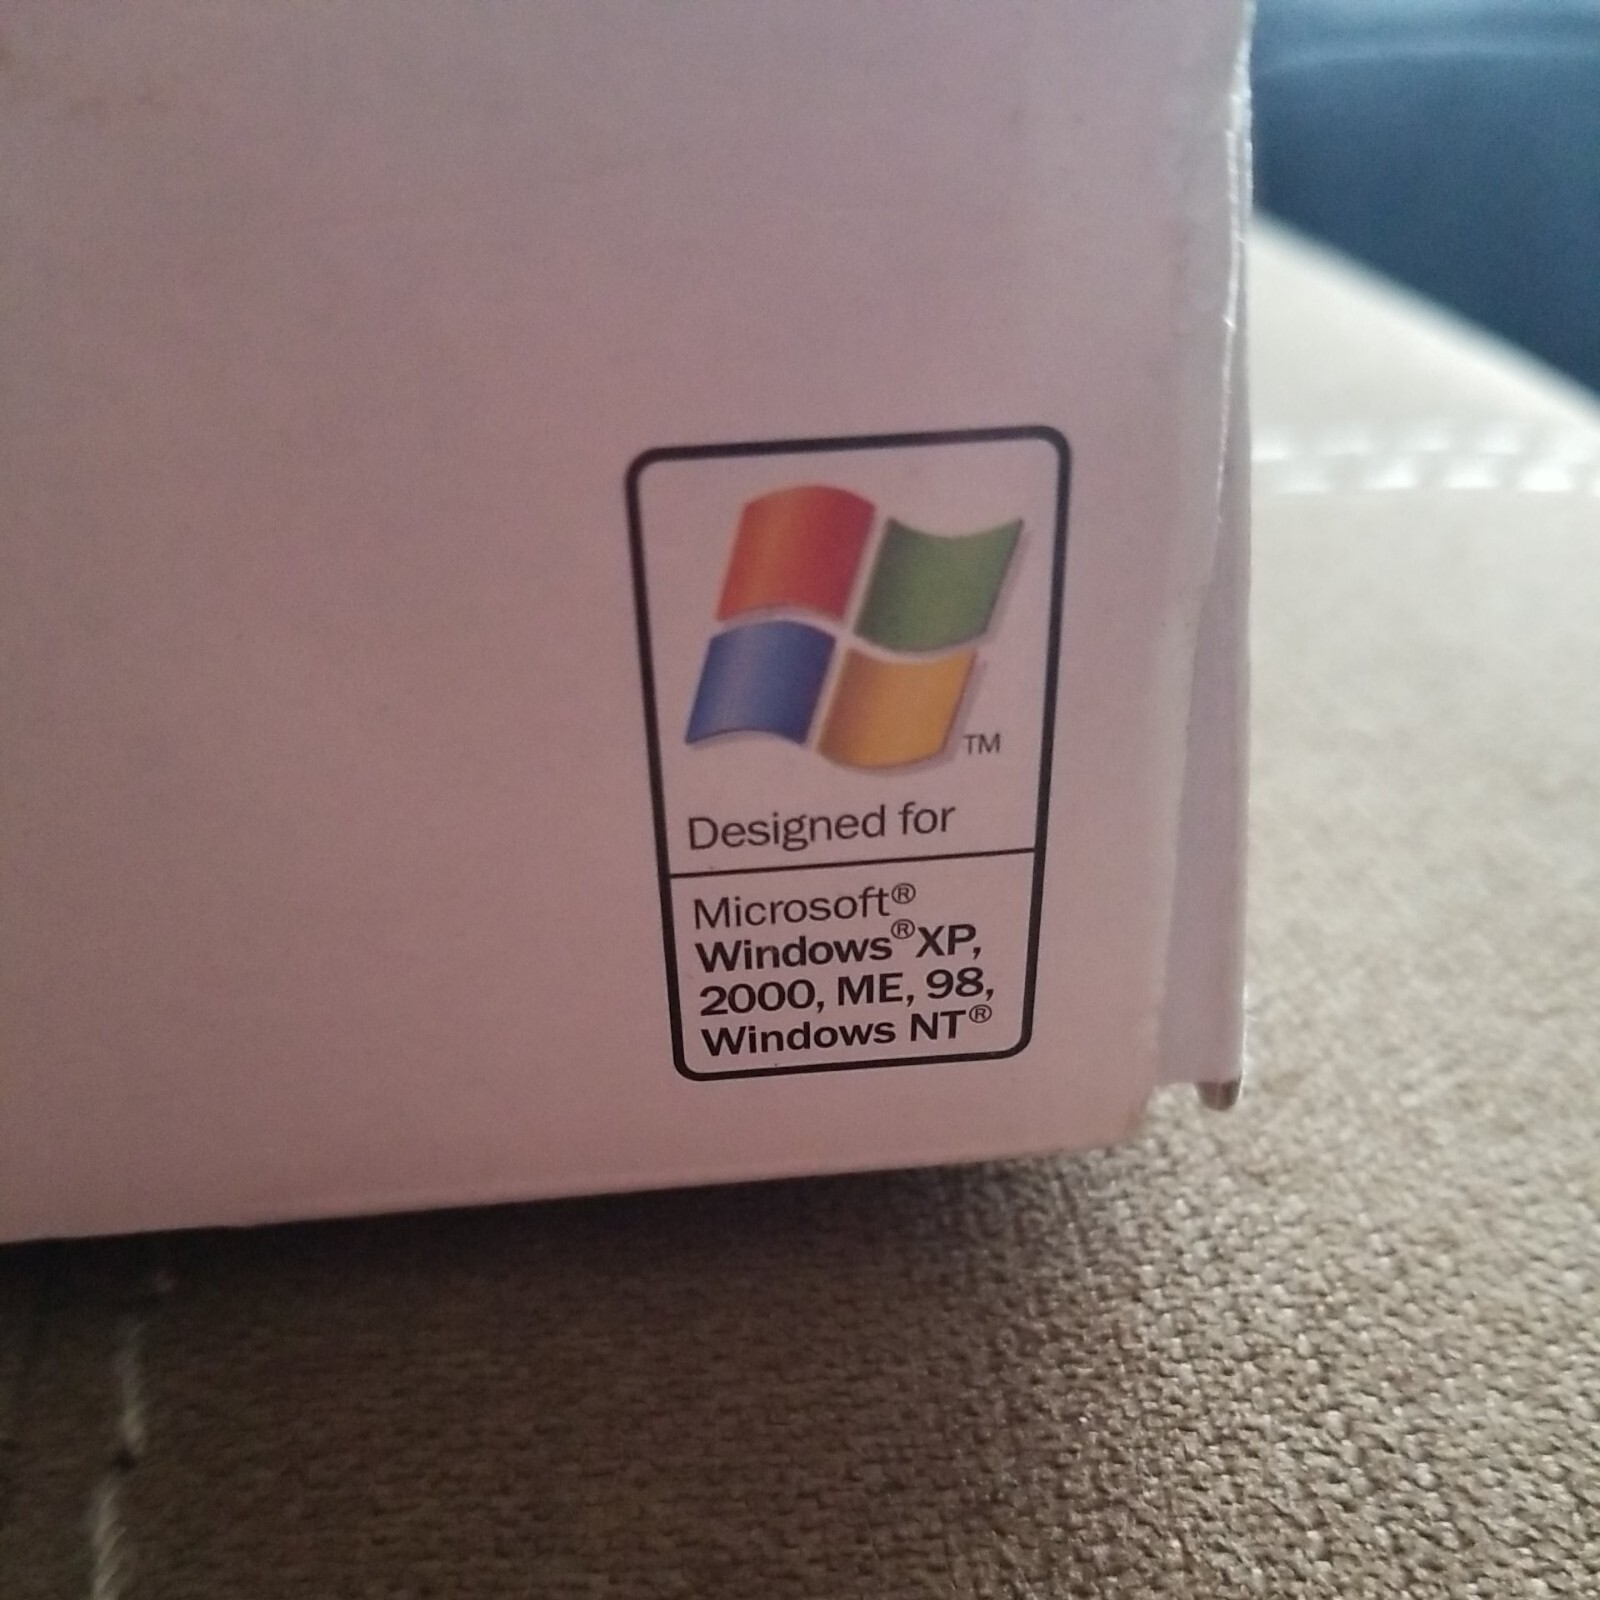 TM
Designed for
Microsoft®
Windows® XP,
2000, ME, 98,
Windows NT®